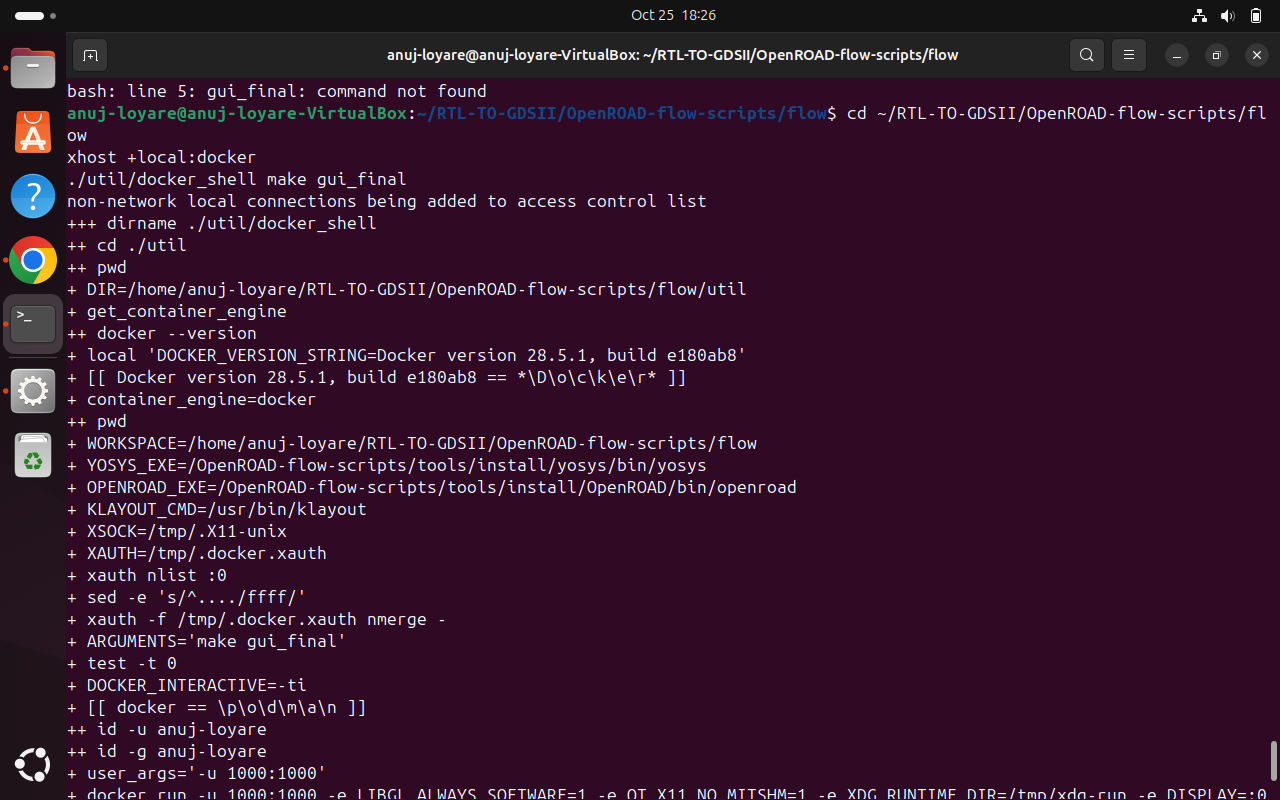 Oct 25 18:26
anuj-loyare@anuj-loyare-VirtualBox: ~/RTL-TO-GDSII/OpenROAD-flow-scripts/flow
bash: line 5: gui_final: command not found
anuj-loyare@anuj-loyare-VirtualBox:~/RTL-TO-GDSII/OpenROAD-flow-scripts/flow$ cd ~/RTL-TO-GDSII/OpenROAD-flow-scripts/fl
ow
xhost +local:docker
./util/docker_shell make gui_final
non-network local connections being added to access control list
+++ dirname ./util/docker_shell
++ cd ./util
++ pwd
+ DIR=/home/anuj-loyare/RTL-TO-GDSII/OpenROAD-flow-scripts/flow/util
+ get_container_engine
++ docker --version
+ local 'DOCKER_VERSION_STRING=Docker version 28.5.1, build e180ab8'
+ [[ Docker version 28.5.1, build e180ab8 == *\D\o\c\k\e\r* ]]
+ container_engine=docker
++ pwd
+ WORKSPACE=/home/anuj-loyare/RTL-TO-GDSII/OpenROAD-flow-scripts/flow
+ YOSYS_EXE=/OpenROAD-flow-scripts/tools/install/yosys/bin/yosys
+ OPENROAD_EXE=/OpenROAD-flow-scripts/tools/install/OpenROAD/bin/openroad
+ KLAYOUT_CMD=/usr/bin/klayout
+ XSOCK=/tmp/.X11-unix
+ XAUTH=/tmp/.docker.xauth
+ xauth nlist :0
+ sed -e 's/^..../ffff/'
+ xauth -f /tmp/.docker.xauth nmerge -
+ ARGUMENTS='make gui_final'
+ test -t 0
+ DOCKER_INTERACTIVE=-ti
+ [[ docker == \p\o\d\m\a\n ]]
++ id -u anuj-loyare
++ id -g anuj-loyare
+ user_args='-u 1000:1000'
+ docker run -u 1000:1000 -e LIBGL_ALWAYS_SOFTWARE=1 -e QT_X11_NO_MITSHM=1 -e XDG_RUNTIME_DIR=/tmp/xdg-run -e DISPLAY=:0